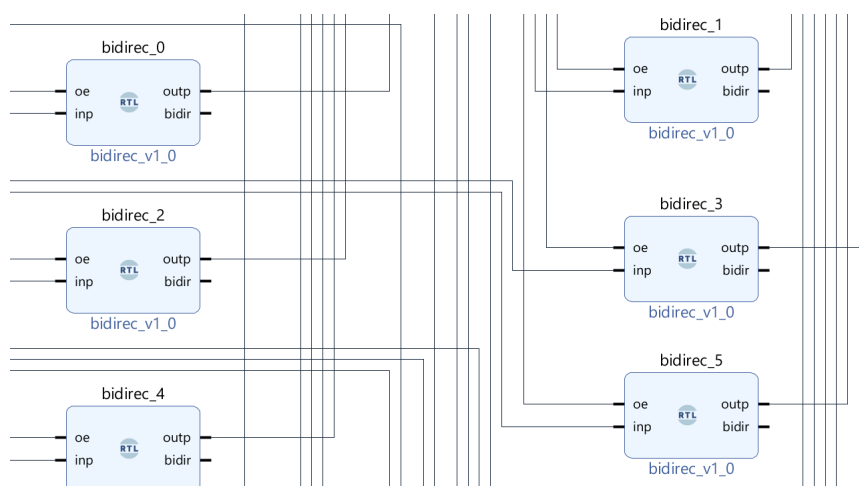 bidirec_0
oe
outp
inp
bidir
RTL
bidirec_v1_0
bidirec_2
oe
outp
inp
bidir
RTL
bidirec_v1_0
bidirec_4
oe
outp
inp
bidir
RTL
bidirec_1
oe
outp
inp
bidir
RTL
bidirec_v1_0
bidirec_3
oe
outp
inp
bidir
RTL
bidirec_v1_0
bidirec_5
oe
outp
inp
bidir
RTL
bidirec_v1_0